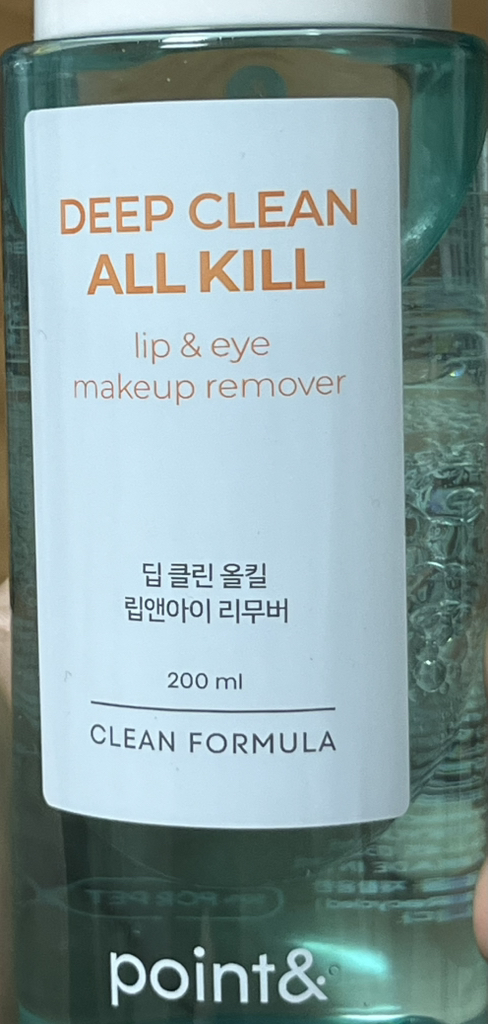 DEEP CLEAN
ALL KILL
lip & eye
makeup remover
딥 클린 올킬
립앤아이 리무버
200 ml
CLEAN FORMULA
point&